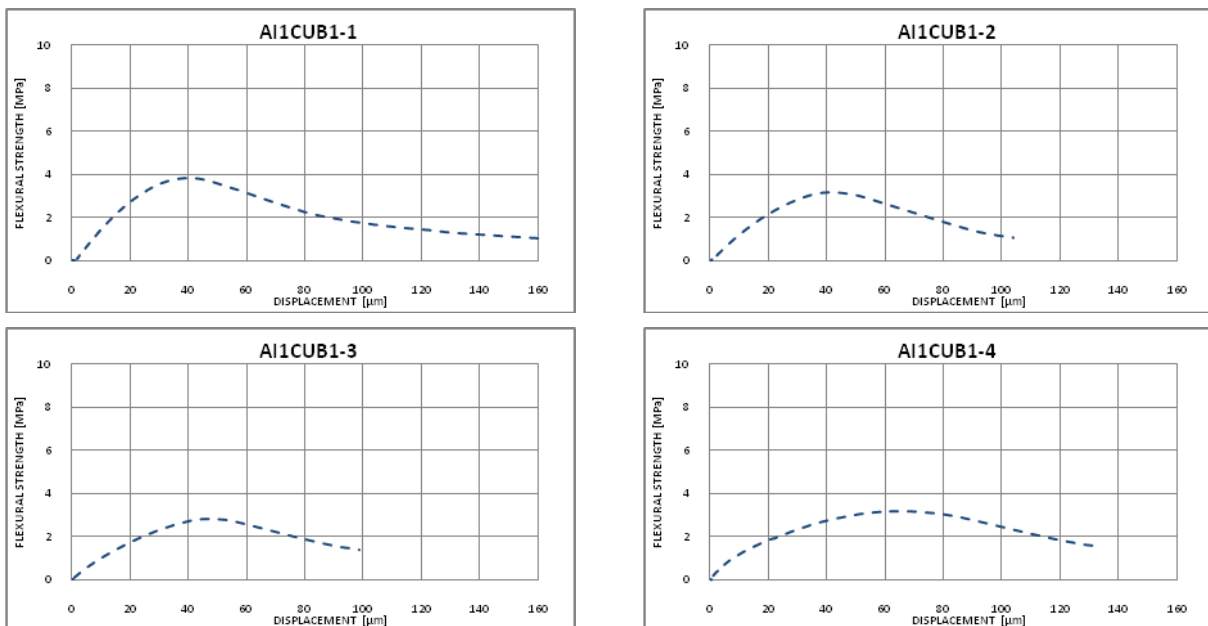 AI1CUB1-1
FLEXURAL STRENGTH [MPa]
10
8
6
4
2
0
0 20 40 60 80 100 120 140 160
DISPLACEMENT [µm]
AI1CUB1-2
FLEXURAL STRENGTH [MPa]
10
8
6
4
2
0
0 20 40 60 80 100 120 140 160
DISPLACEMENT [µm]
AI1CUB1-3
FLEXURAL STRENGTH [MPa]
10
8
6
4
2
0
0 20 40 60 80 100 120 140 160
DISPLACEMENT [µm]
AI1CUB1-4
FLEXURAL STRENGTH [MPa]
10
8
6
4
2
0
0 20 40 60 80 100 120 140 160
DISPLACEMENT [µm]